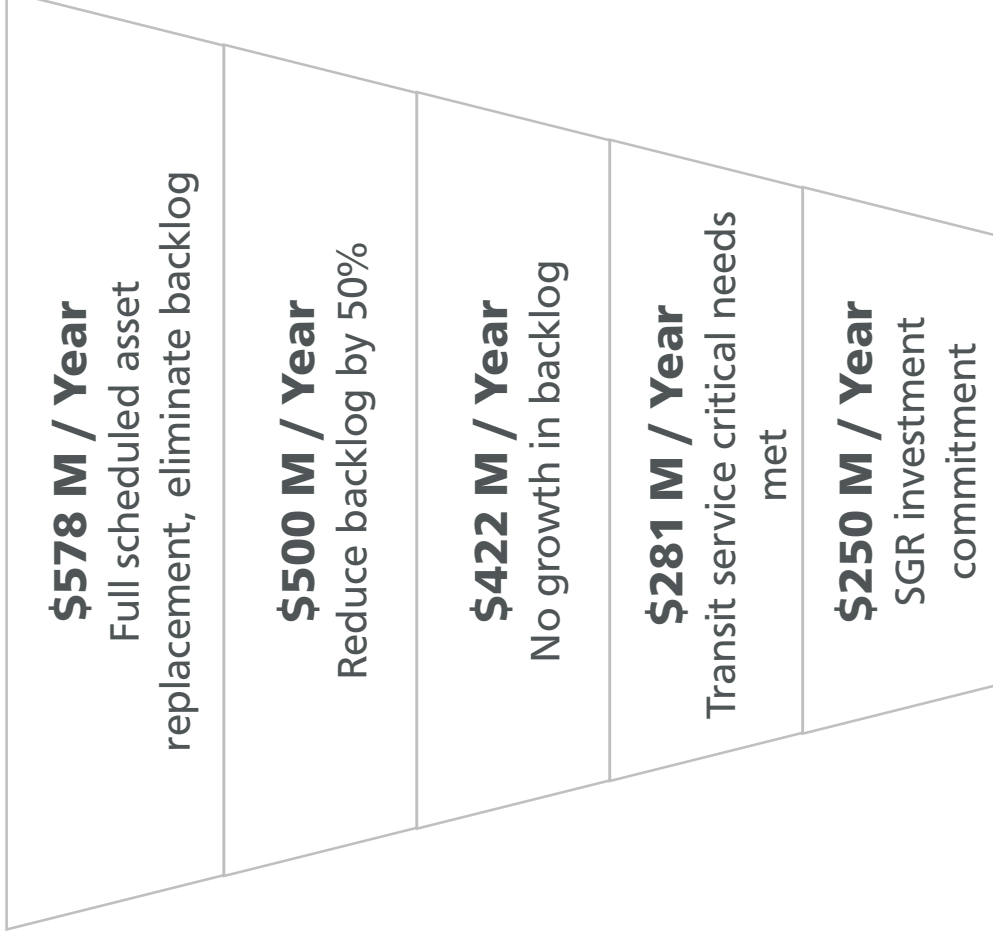 $578 M / Year
Full scheduled asset
replacement, eliminate backlog
$500 M / Year
Reduce backlog by 50%
$422 M / Year
No growth in backlog
$281 M / Year
Transit service critical needs
met
$250 M / Year
SGR investment
commitment